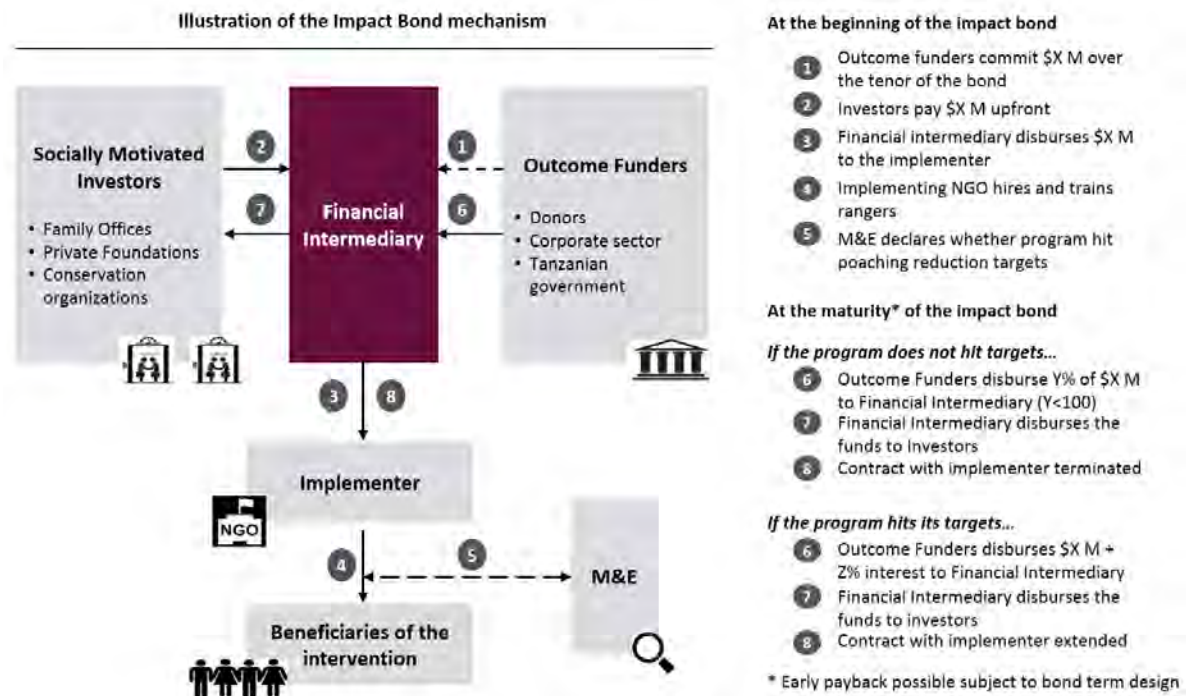 Illustration of the Impact Bond mechanism
Socially Motivated
Investors
• Family Offices
• Private Foundations
• Conservation
organizations
2
7
Financial
Intermediary
1
6
Outcome Funders
• Donors
• Corporate sector
• Tanzanian
government
3
8
Implementer
NGO
4
5
M&E
Beneficiaries of the
intervention
At the beginning of the impact bond
1 Outcome funders commit $X M over
the tenor of the bond
2 Investors pay $X M upfront
3 Financial intermediary disburses $X M
to the implementer
4 Implementing NGO hires and trains
rangers
5 M&E declares whether program hit
poaching reduction targets
At the maturity* of the impact bond
If the program does not hit targets...
6 Outcome Funders disburse Y% of $X M
to Financial Intermediary (Y<100)
7 Financial Intermediary disburses the
funds to Investors
8 Contract with implementer terminated
If the program hits its targets...
6 Outcome Funders disburses $X M +
Z% interest to Financial Intermediary
7 Financial Intermediary disburses the
funds to investors
8 Contract with implementer extended
* Early payback possible subject to bond term design